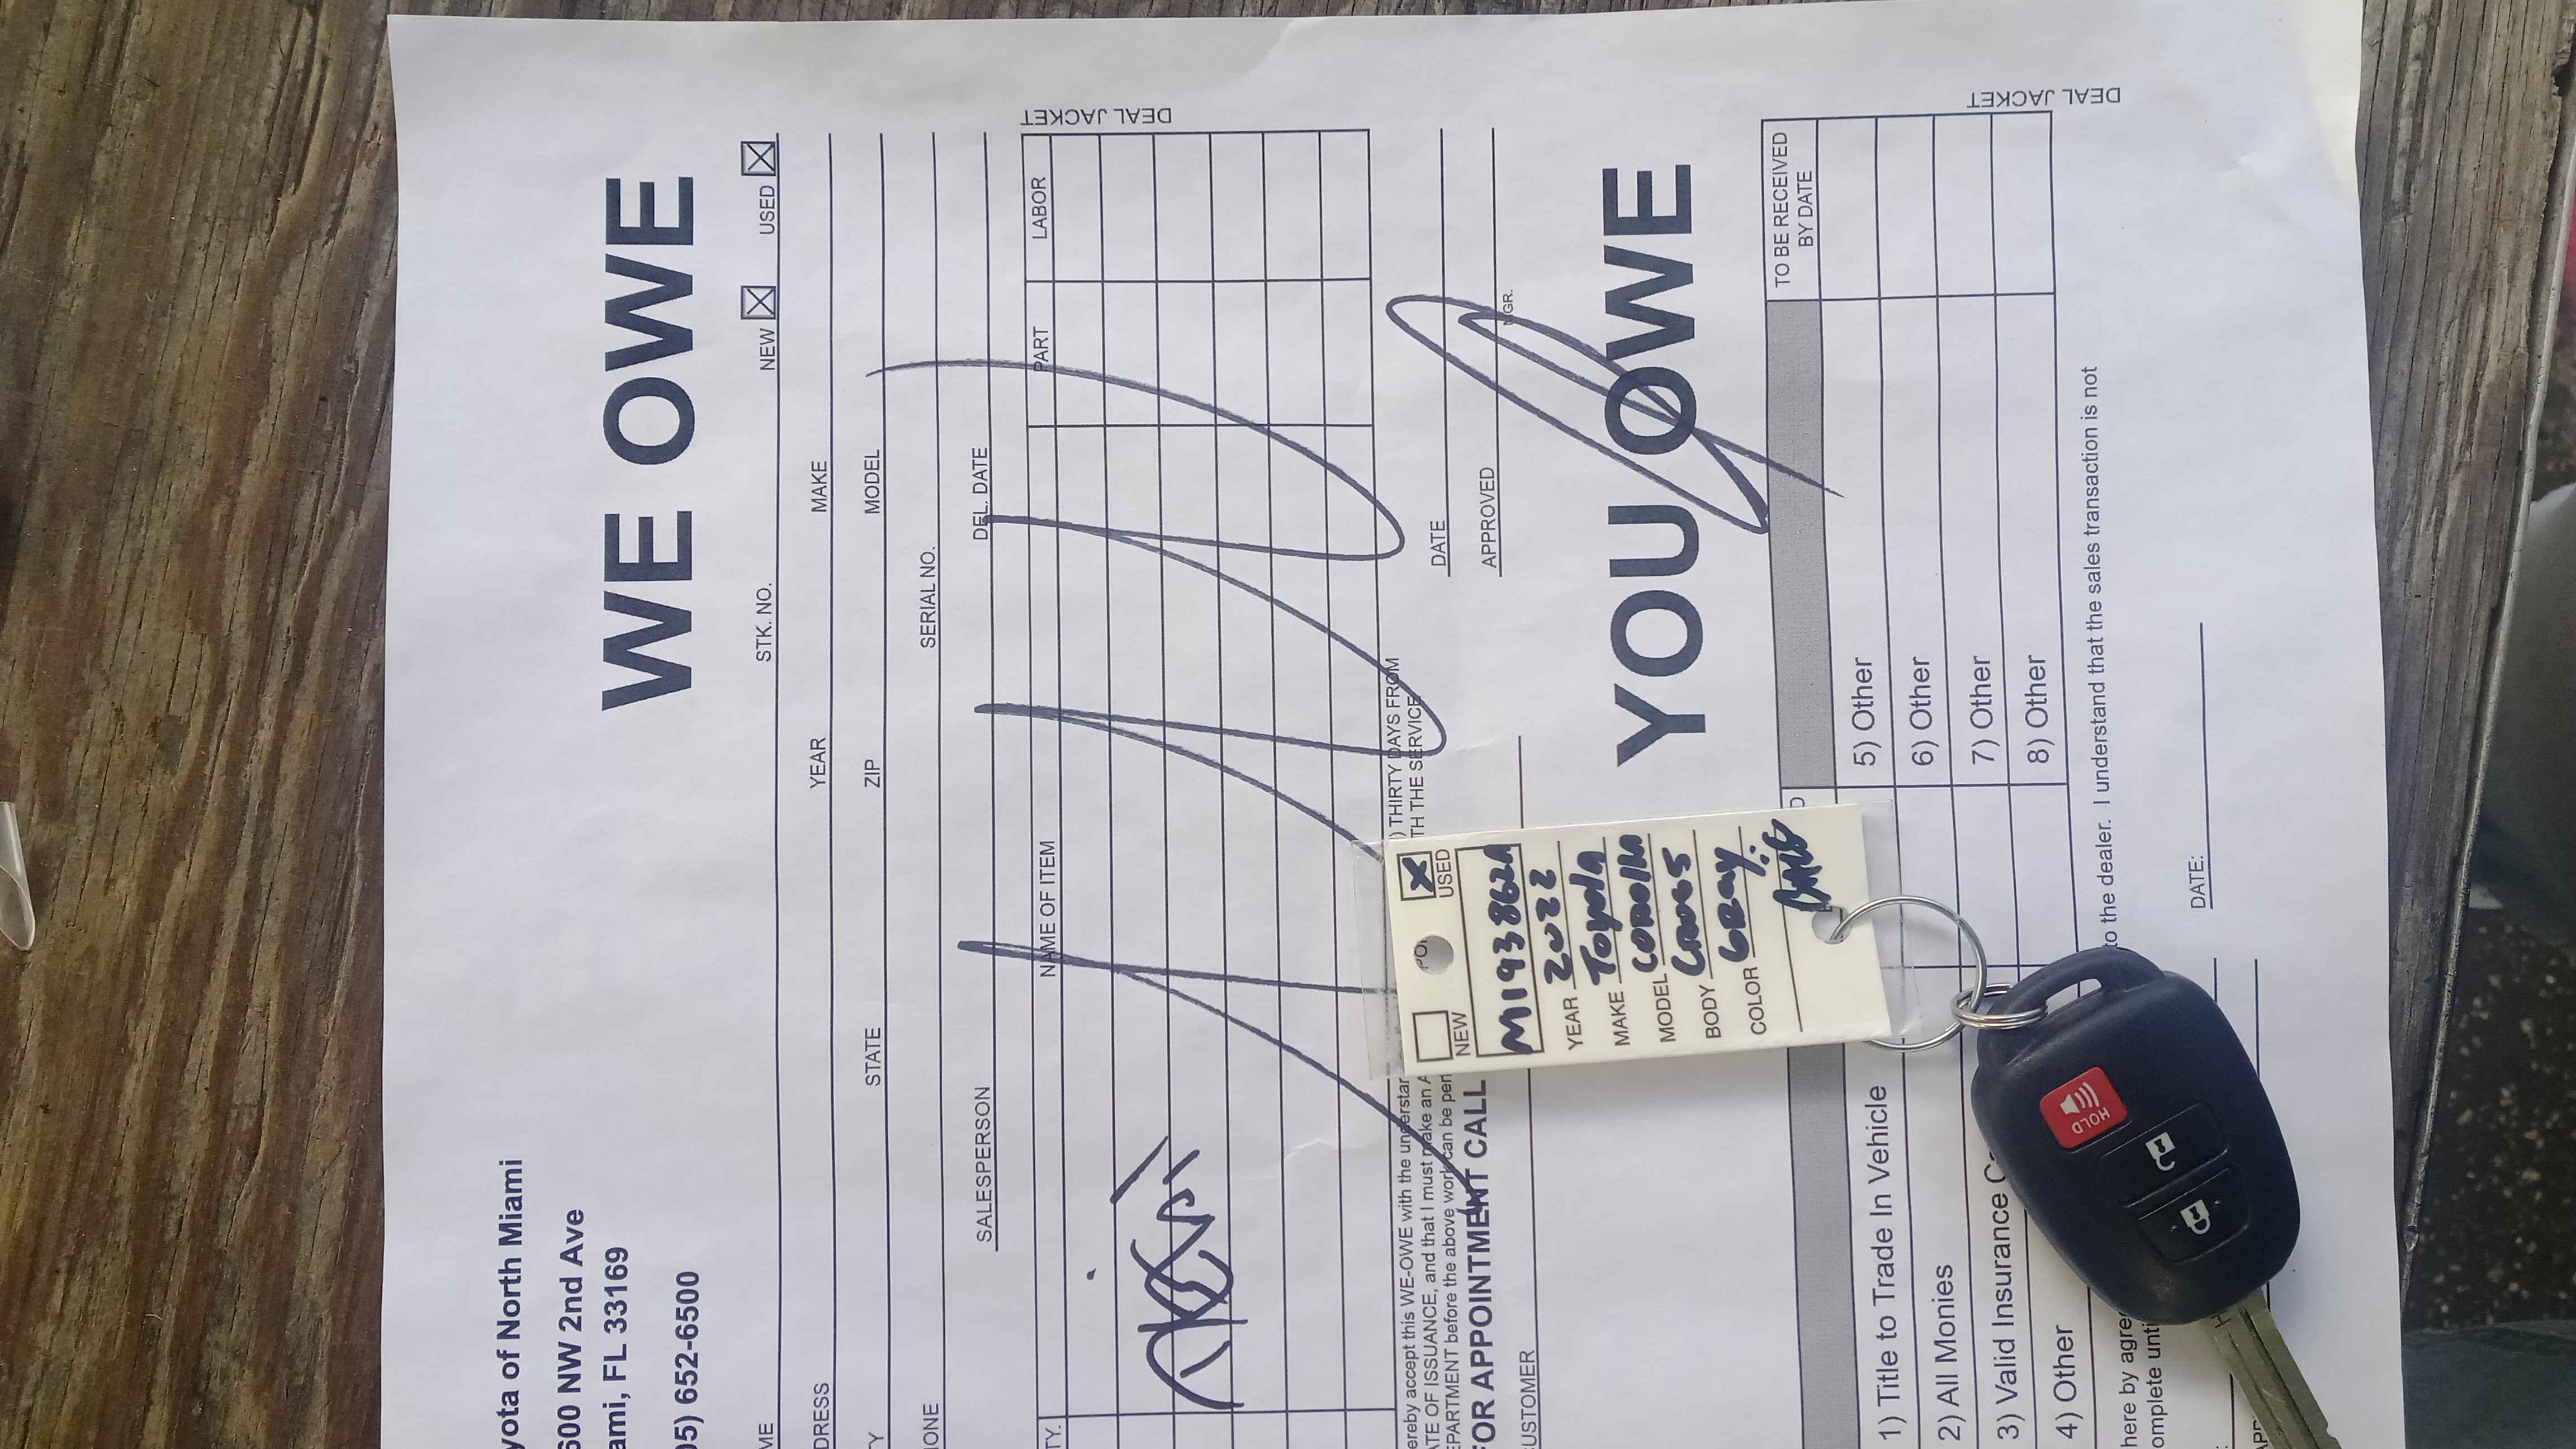 yota of North Miami
600 NW 2nd Ave
ami, FL 33169
05) 652-6500
WE OWE
STK. NO. NEW USED
ME YEAR MAKE
DRESS STATE ZIP MODEL
TY SERIAL NO.
ONE
SALESPERSON DEL. DATE
TY. NAME OF ITEM PART LABOR
DEAL JACKET
ereby accept this WE-OWE with the understan
) THIRTY DAYS FROM
ATE OF ISSUANCE, and that I must make an A
TH THE SERVICE
EPARTMENT before the above work can be per
FOR APPOINTMENT CALL
DATE
CUSTOMER
APPROVED MGR.
YOU OWE
TO BE RECEIVED
BY DATE
1) Title to Trade In Vehicle 5) Other
2) All Monies 6) Other
3) Valid Insurance 7) Other
4) Other 8) Other
DEAL JACKET
here by agree
to the dealer. I understand that the sales transaction is not
omplete until
DATE:
NEW USED
M193862A
YEAR 2022
MAKE Toyota
MODEL Corolla
BODY Cross
COLOR Gray
HOLD